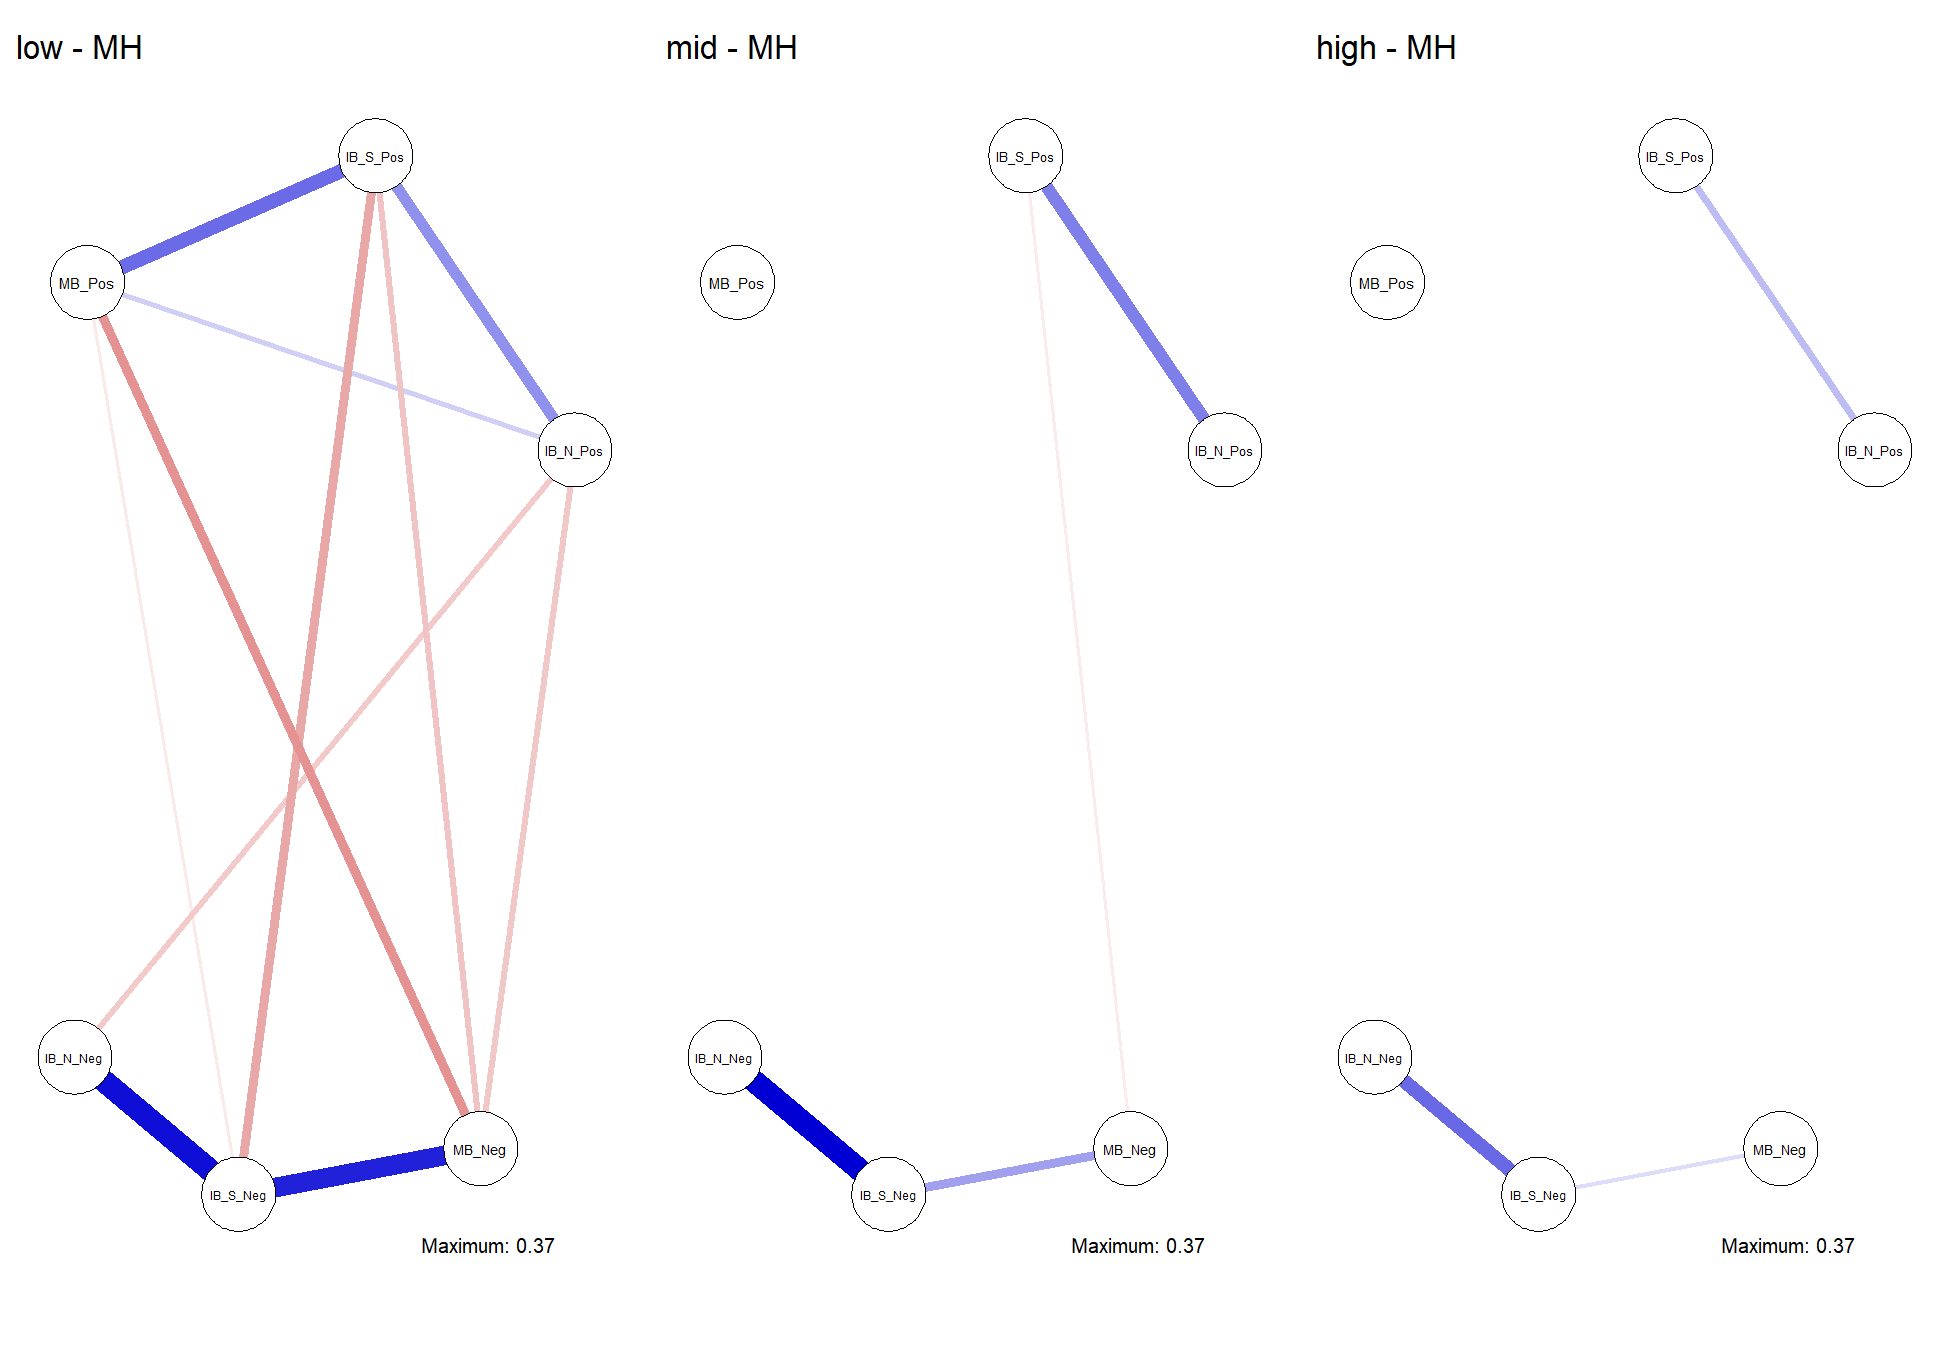 low - MH
IB_S_Pos
MB_Pos
IB_N_Pos
IB_N_Neg
MB_Neg
IB_S_Neg
Maximum: 0.37
mid - MH
IB_S_Pos
MB_Pos
IB_N_Pos
IB_N_Neg
MB_Neg
IB_S_Neg
Maximum: 0.37
high - MH
IB_S_Pos
MB_Pos
IB_N_Pos
IB_N_Neg
MB_Neg
IB_S_Neg
Maximum: 0.37